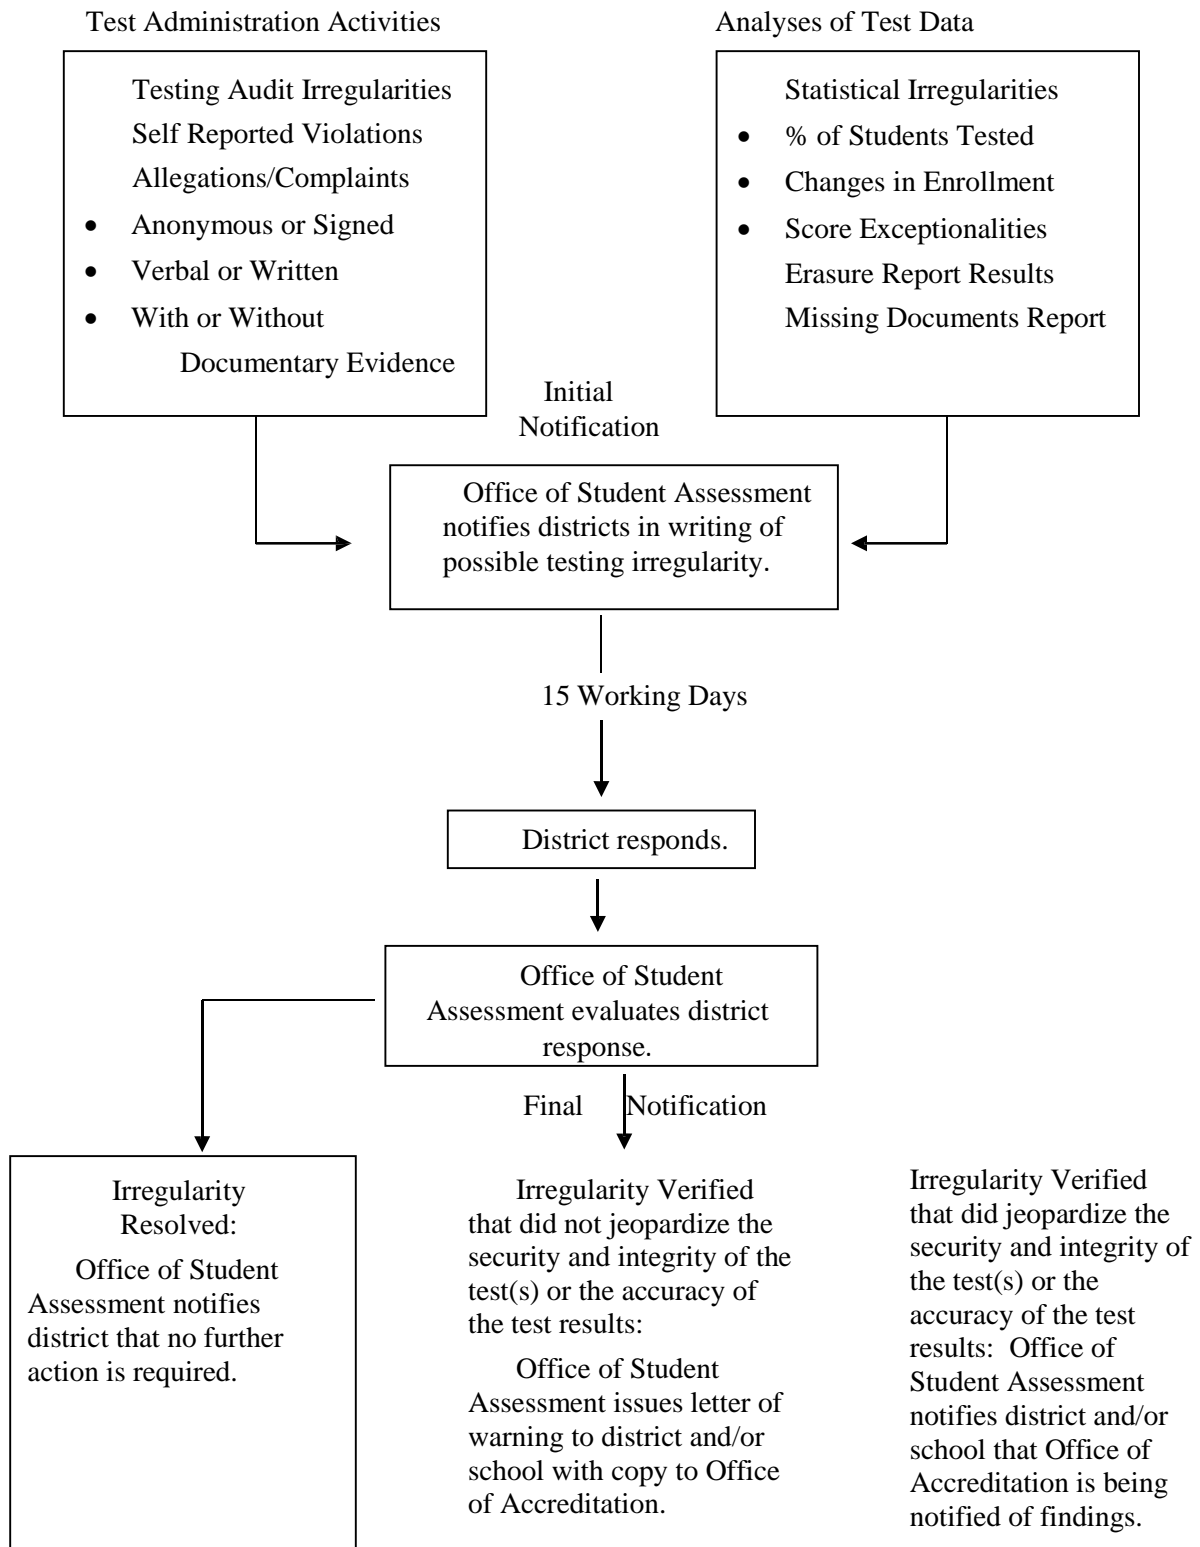 Test Administration Activities
Analyses of Test Data
Testing Audit Irregularities
Self Reported Violations
Allegations/Complaints
• Anonymous or Signed
• Verbal or Written
• With or Without
Documentary Evidence
Statistical Irregularities
• % of Students Tested
• Changes in Enrollment
• Score Exceptionalities
Erasure Report Results
Missing Documents Report
Initial
Notification
Office of Student Assessment
notifies districts in writing of
possible testing irregularity.
15 Working Days
District responds.
Office of Student
Assessment evaluates district
response.
Final Notification
Irregularity
Resolved:
Office of Student
Assessment notifies
district that no further
action is required.
Irregularity Verified
that did not jeopardize the
security and integrity of the
test(s) or the accuracy of
the test results:
Office of Student
Assessment issues letter of
warning to district and/or
school with copy to Office
of Accreditation.
Irregularity Verified
that did jeopardize the
security and integrity of
the test(s) or the
accuracy of the test
results: Office of
Student Assessment
notifies district and/or
school that Office of
Accreditation is being
notified of findings.